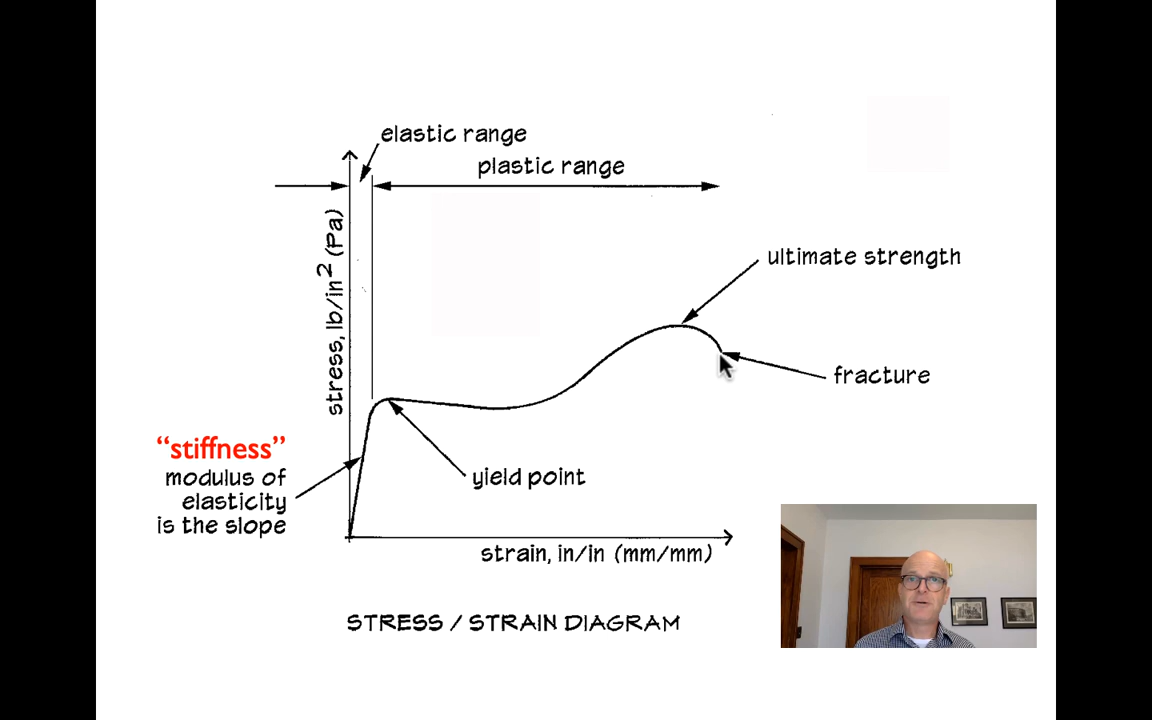 elastic range
plastic range
stress, lb/in² (Pa)
ultimate strength
fracture
“stiffness”
modulus of
elasticity
is the slope
yield point
strain, in/in (mm/mm)
STRESS / STRAIN DIAGRAM